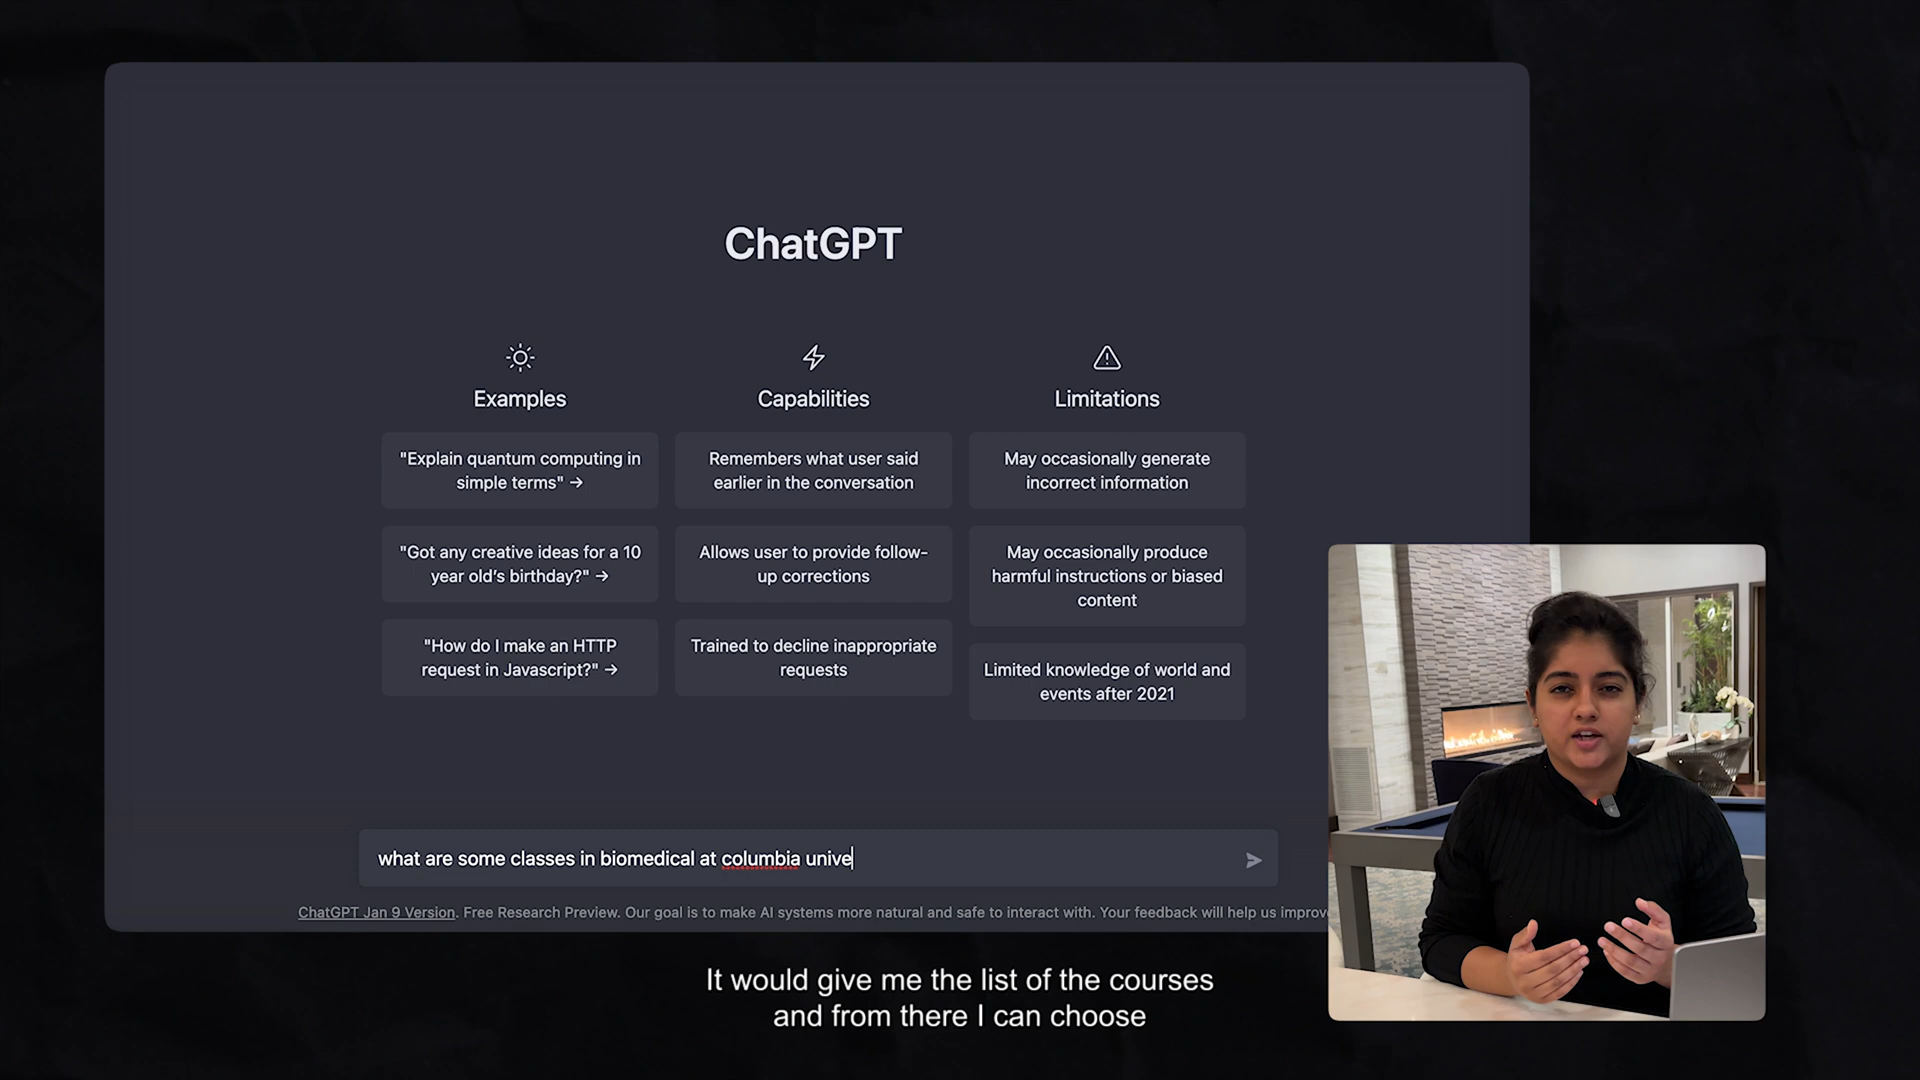 ChatGPT
Examples
"Explain quantum computing in
simple terms" →
"Got any creative ideas for a 10
year old's birthday?" →
"How do I make an HTTP
request in Javascript?" →
Capabilities
Remembers what user said
earlier in the conversation
Allows user to provide follow-
up corrections
Trained to decline inappropriate
requests
Limitations
May occasionally generate
incorrect information
May occasionally produce
harmful instructions or biased
content
Limited knowledge of world and
events after 2021
what are some classes in biomedical at columbia unive
ChatGPT Jan 9 Version. Free Research Preview. Our goal is to make AI systems more natural and safe to interact with. Your feedback will help us improv
It would give me the list of the courses
and from there I can choose